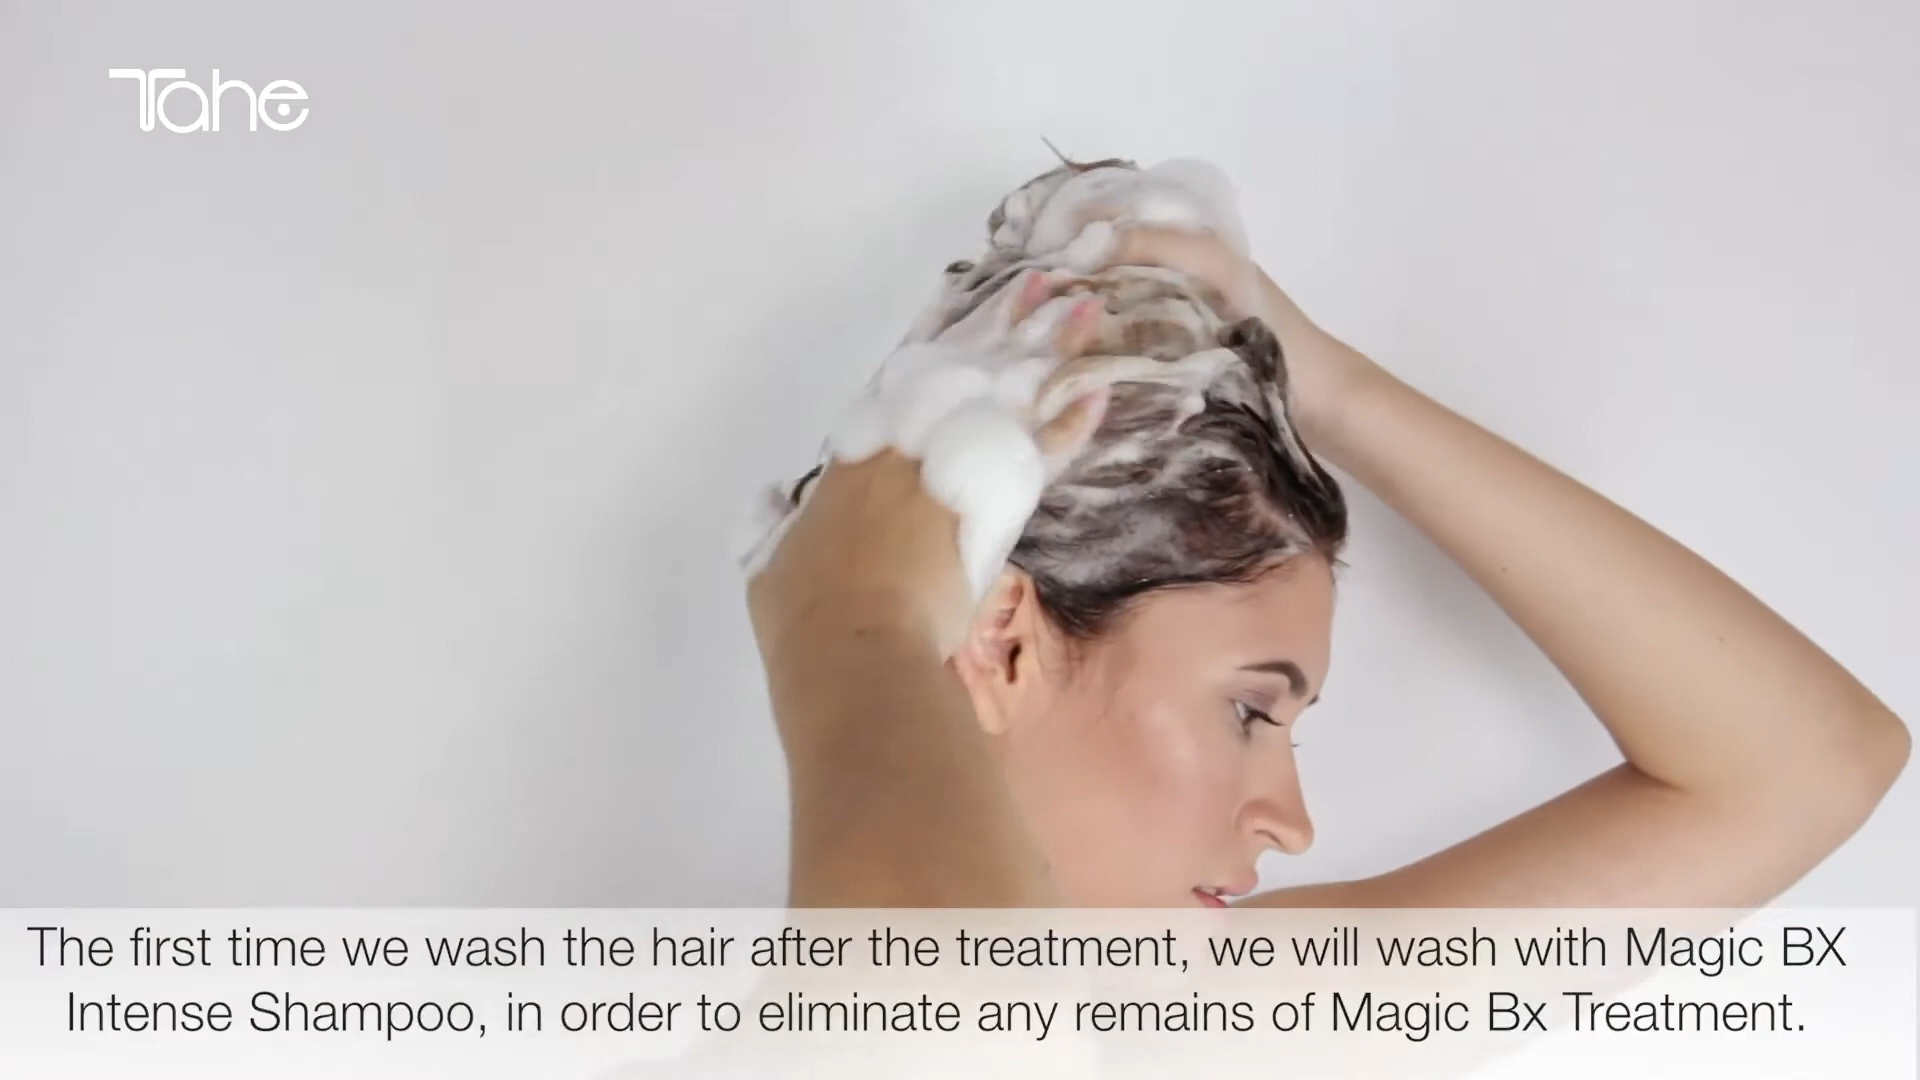 Tahe
The first time we wash the hair after the treatment, we will wash with Magic BX
Intense Shampoo, in order to eliminate any remains of Magic Bx Treatment.